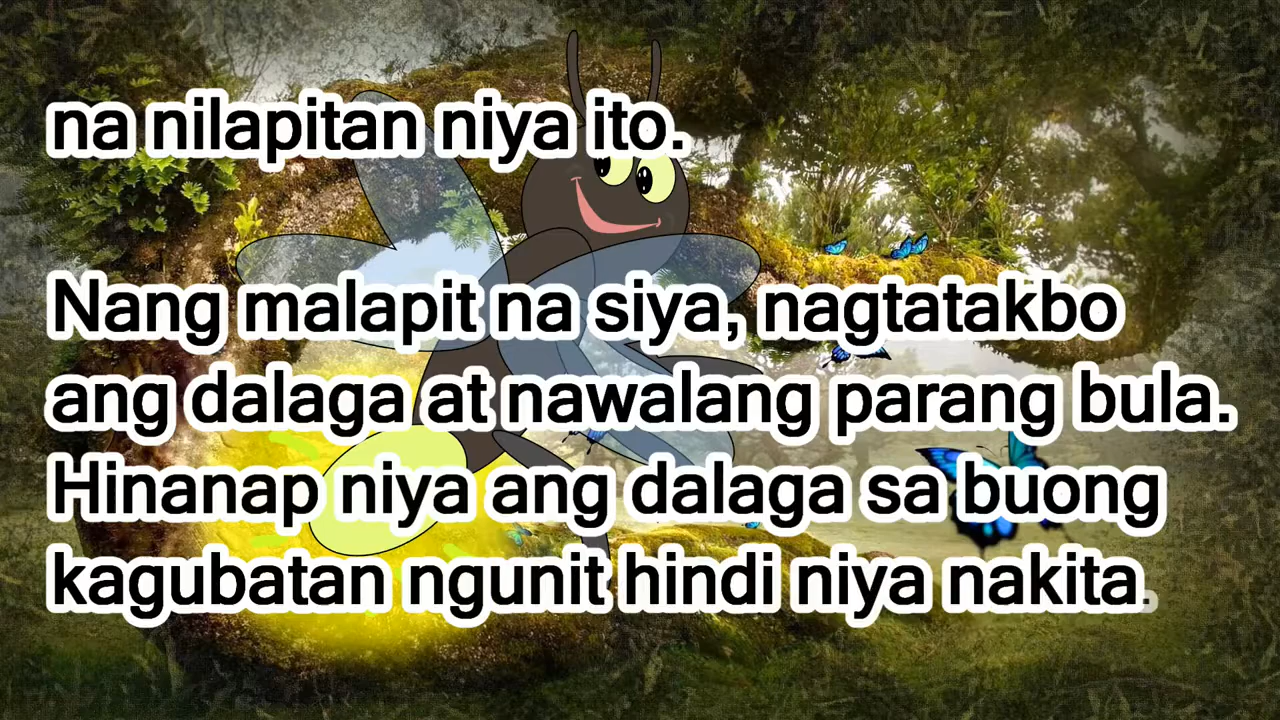 na nilapitan niya ito.
Nang malapit na siya, nagtatakbo
ang dalaga at nawalang parang bula.
Hinanap niya ang dalaga sa buong
kagubatan ngunit hindi niya nakita.